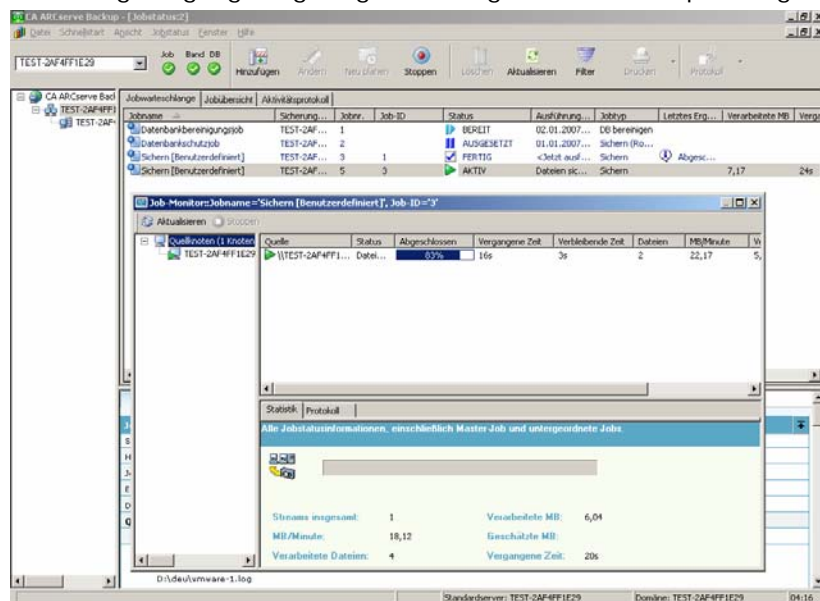 CA ARCserve Backup - [Jobstatus:2]
Datei Schnellstart Ansicht Jobstatus Fenster Hilfe
TEST-2AF4FF1E29
Job Band DB
Hinzufügen Ändern Neu planen Stoppen Löschen Aktualisieren Filter Drucken Protokoll
CA ARCserve Bac
TEST-2AF4FF1
TEST-2AF
Jobwarteschlange Jobübersicht Aktivitätsprotokoll
Jobname Sicherung... Jobnr. Job-ID Status Ausführung... Jobtyp Letztes Erg... Verarbeitete MB Verga
Datenbankbereinigungsjob TEST-2AF... 1 BEREIT 02.01.2007... DB bereinigen
Datenbankschutzjob TEST-2AF... 2 AUSGESETZT 01.01.2007... Sichern (Ro...
Sichern [Benutzerdefiniert] TEST-2AF... 3 1 FERTIG <Jetzt ausf... Sichern Abgesc...
Sichern [Benutzerdefiniert] TEST-2AF... 5 3 AKTIV Dateien sic... Sichern 7,17 24s
Job-Monitor::Jobname='Sichern [Benutzerdefiniert]', Job-ID='3'
Aktualisieren Stoppen
Quellknoten (1 Knoten
TEST-2AF4FF1E29
Quelle Status Abgeschlossen Vergangene Zeit Verbleibende Zeit Dateien MB/Minute
\\TEST-2AF4FF1... Datei... 83% 16s 3s 2 22,17 5,
Statistik Protokoll
Alle Jobstatusinformationen, einschließlich Master-Job und untergeordnete Jobs.
Streams insgesamt: 1 Verarbeitete MB: 6,04
MB/Minute: 18,12 Geschätzte MB:
Verarbeitete Dateien: 4 Vergangene Zeit: 20s
D:\deu\vmware-1.log
Standardserver: TEST-2AF4FF1E29 Domäne: TEST-2AF4FF1E29 04:16